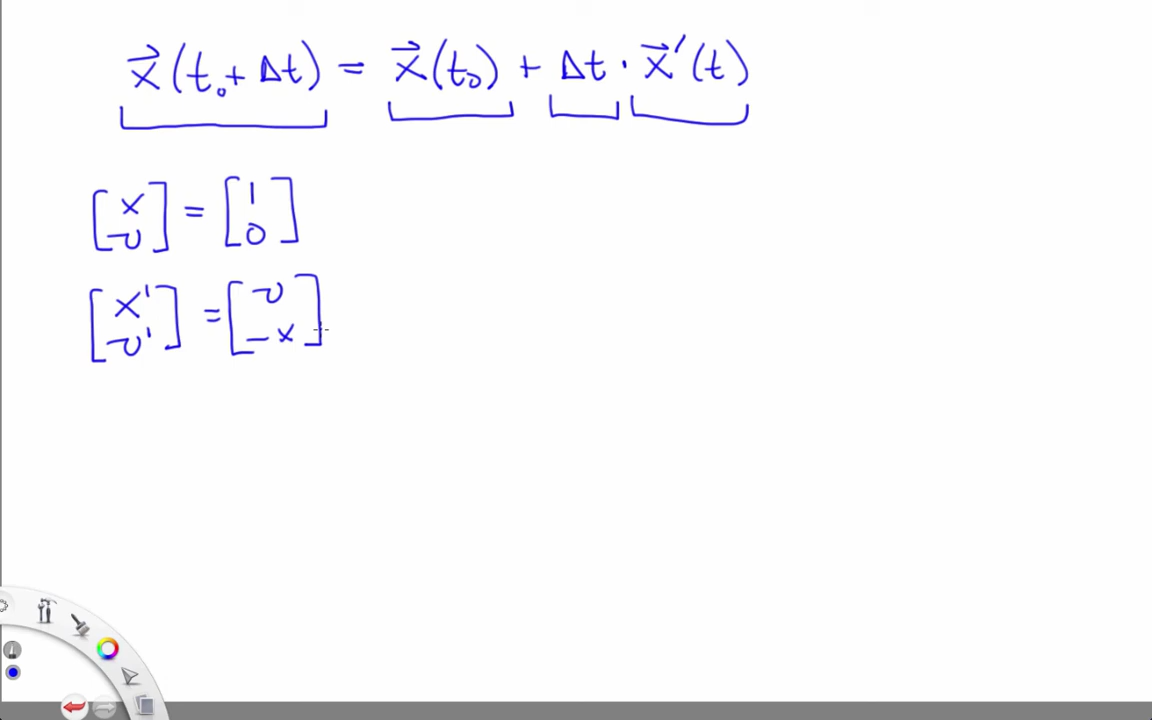 x⃗(t₀ + Δt) = x⃗(t₀) + Δt · x⃗′(t)
[x v] = [1 0]
[x' v'] = [v -x]